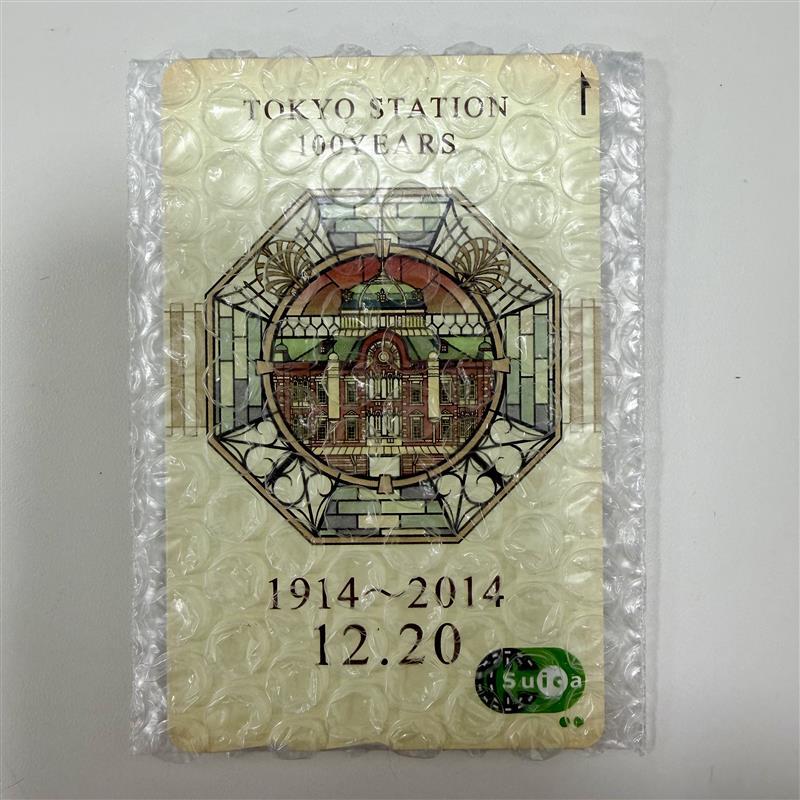 TOKYO STATION
100YEARS
1914～2014
12.20
Suica